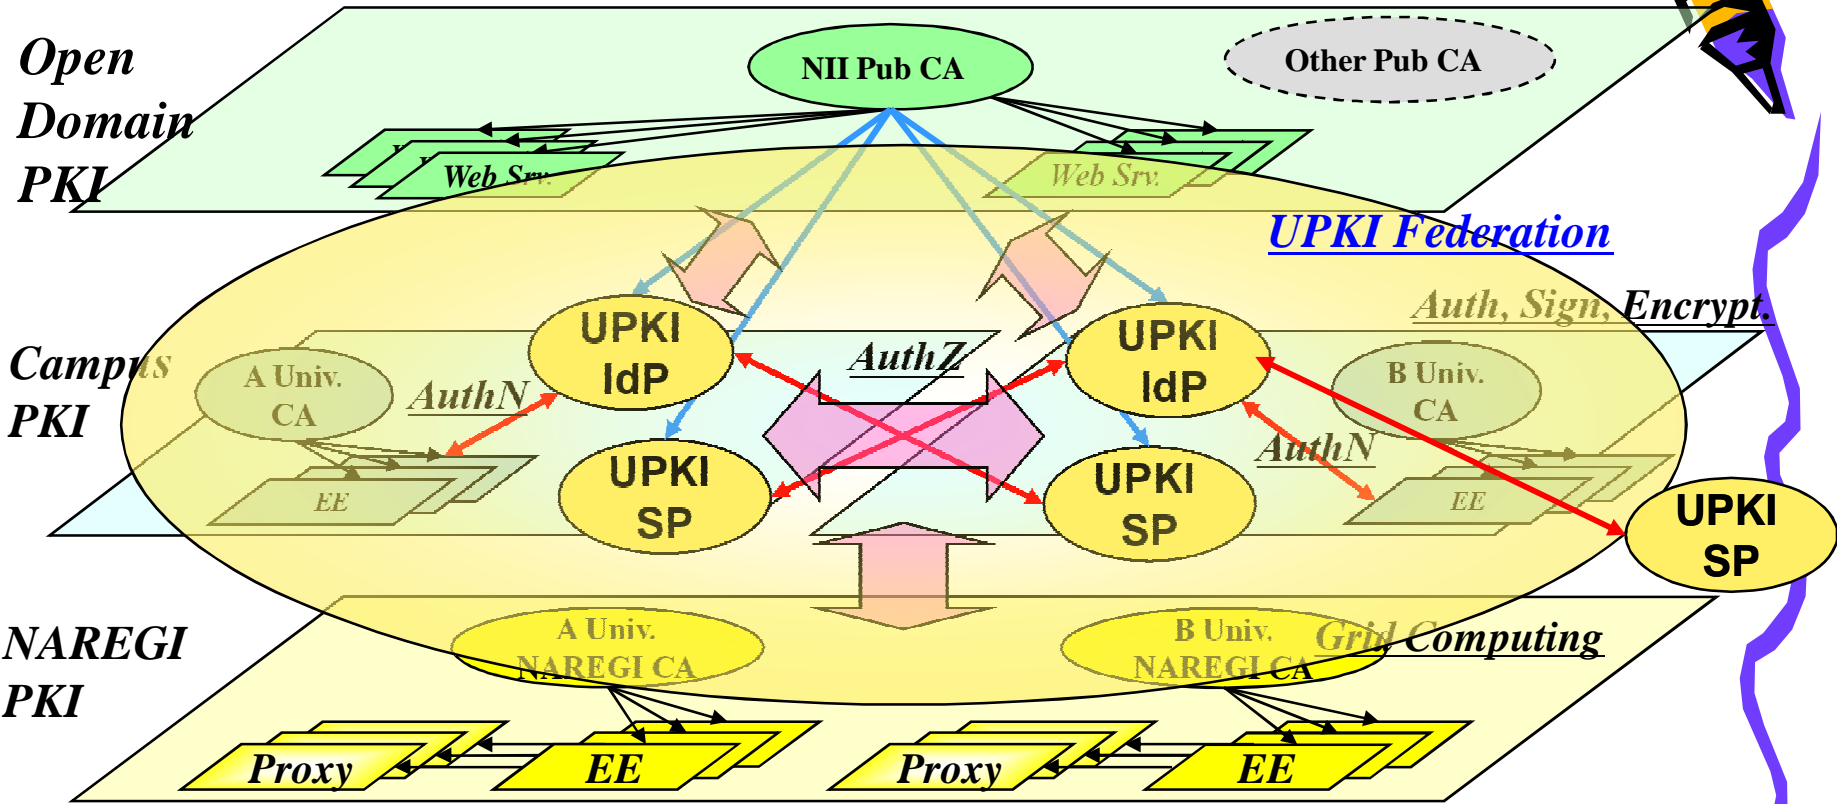 Open
Domain
PKI
NII Pub CA
Other Pub CA
Web Srv.
Web Srv.
UPKI Federation
Auth, Sign, Encrypt.
Campus
PKI
A Univ.
CA
AuthN
EE
UPKI
IdP
AuthZ
UPKI
IdP
B Univ.
CA
AuthN
EE
UPKI
SP
UPKI
SP
UPKI
SP
NAREGI
PKI
A Univ.
NAREGI CA
B Univ.
NAREGI CA
Grid Computing
Proxy
EE
Proxy
EE